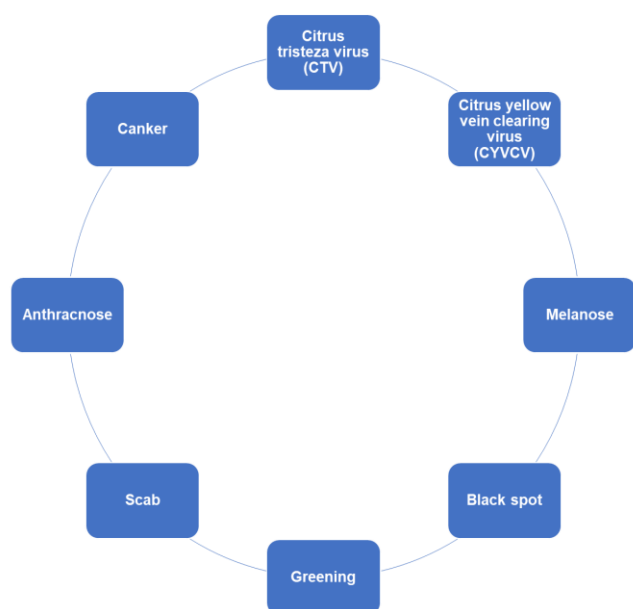 Citrus
tristeza virus
(CTV)
Citrus yellow
vein clearing
virus
(CYVCV)
Melanose
Black spot
Greening
Scab
Anthracnose
Canker